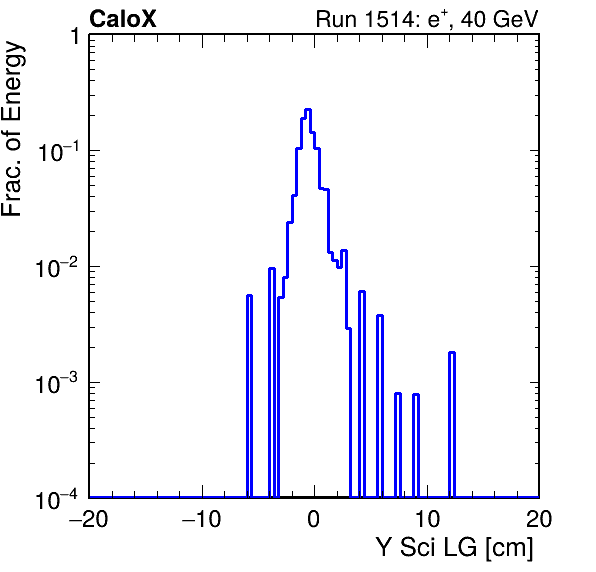 CaloX Run 1514: e⁺, 40 GeV
Frac. of Energy
1
10⁻¹
10⁻²
10⁻³
10⁻⁴
−20 −10 0 10 20
Y Sci LG [cm]